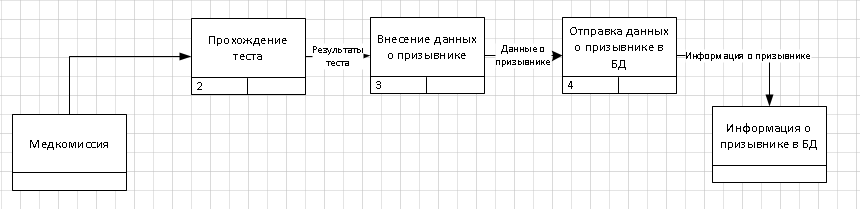 Прохождение
теста
2
Результаты
теста
Внесение данных
о призывнике
3
Данные о
призывнике
Отправка данных
о призывнике в
БД
4
Информация о призывнике
Медкомиссия
Информация о
призывнике в БД